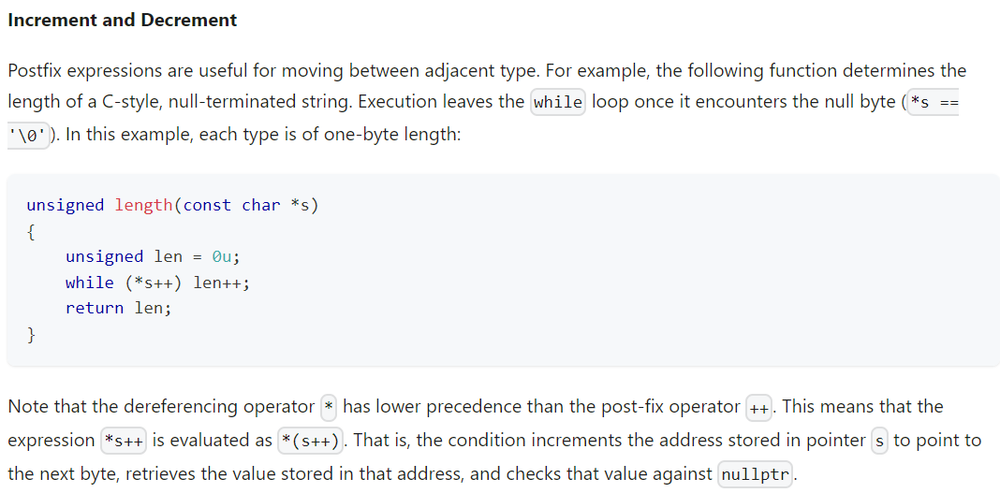 Increment and Decrement
Postfix expressions are useful for moving between adjacent type. For example, the following function determines the
length of a C-style, null-terminated string. Execution leaves the while loop once it encounters the null byte (*s ==
'\0'). In this example, each type is of one-byte length:
unsigned length(const char *s)
{
    unsigned len = 0u;
    while (*s++) len++;
    return len;
}
Note that the dereferencing operator * has lower precedence than the post-fix operator ++. This means that the
expression *s++ is evaluated as *(s++). That is, the condition increments the address stored in pointer s to point to
the next byte, retrieves the value stored in that address, and checks that value against nullptr.